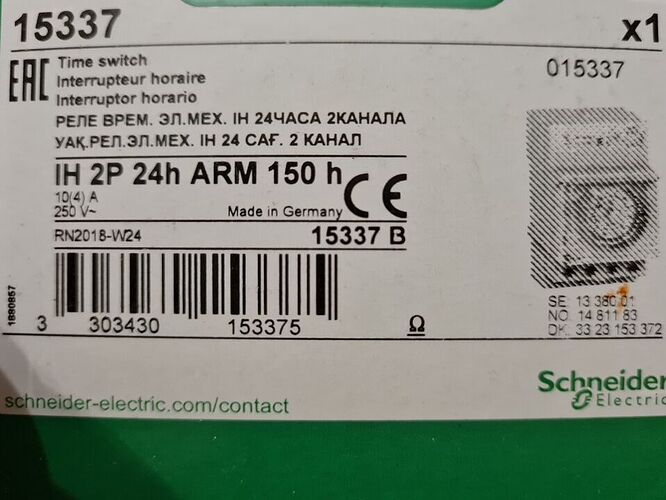 15337
x1
EAC
Time switch
Interrupteur horaire
Interruptor horario
РЕЛЕ ВРЕМ. ЭЛ.МЕХ. IH 24ЧАСА 2КАНАЛА
УАҚ.РЕЛ.ЭЛ.МЕХ. IH 24 САҒ. 2 КАНАЛ
015337
IH 2P 24h ARM 150 h
10(4) A
250 V~
Made in Germany
CE
RN2018-W24
15337 B
1880857
3 303430 153375
Ω
SE: 13 380 01
NO: 14 811 83
DK: 33 23 153 372
schneider-electric.com/contact
Schneider
Electric